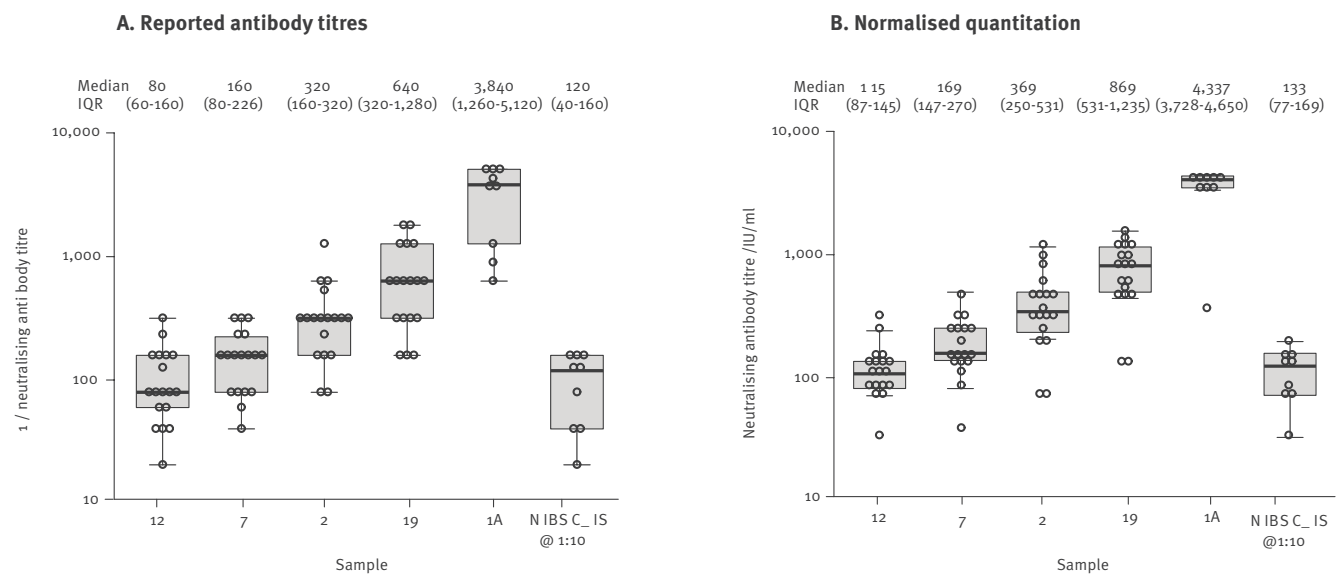 A. Reported antibody titres
Median 80 160 320 640 3,840 120
IQR (60-160) (80-226) (160-320) (320-1,280) (1,260-5,120) (40-160)
10,000
1,000
100
10
1 / neutralising anti body titre
12 7 2 19 1A N IBS C_ IS
@ 1:10
Sample
B. Normalised quantitation
Median 1 15 169 369 869 4,337 133
IQR (87-145) (147-270) (250-531) (531-1,235) (3,728-4,650) (77-169)
10,000
1,000
100
10
Neutralising antibody titre /IU/ml
12 7 2 19 1A N IBS C_ IS
@1:10
Sample